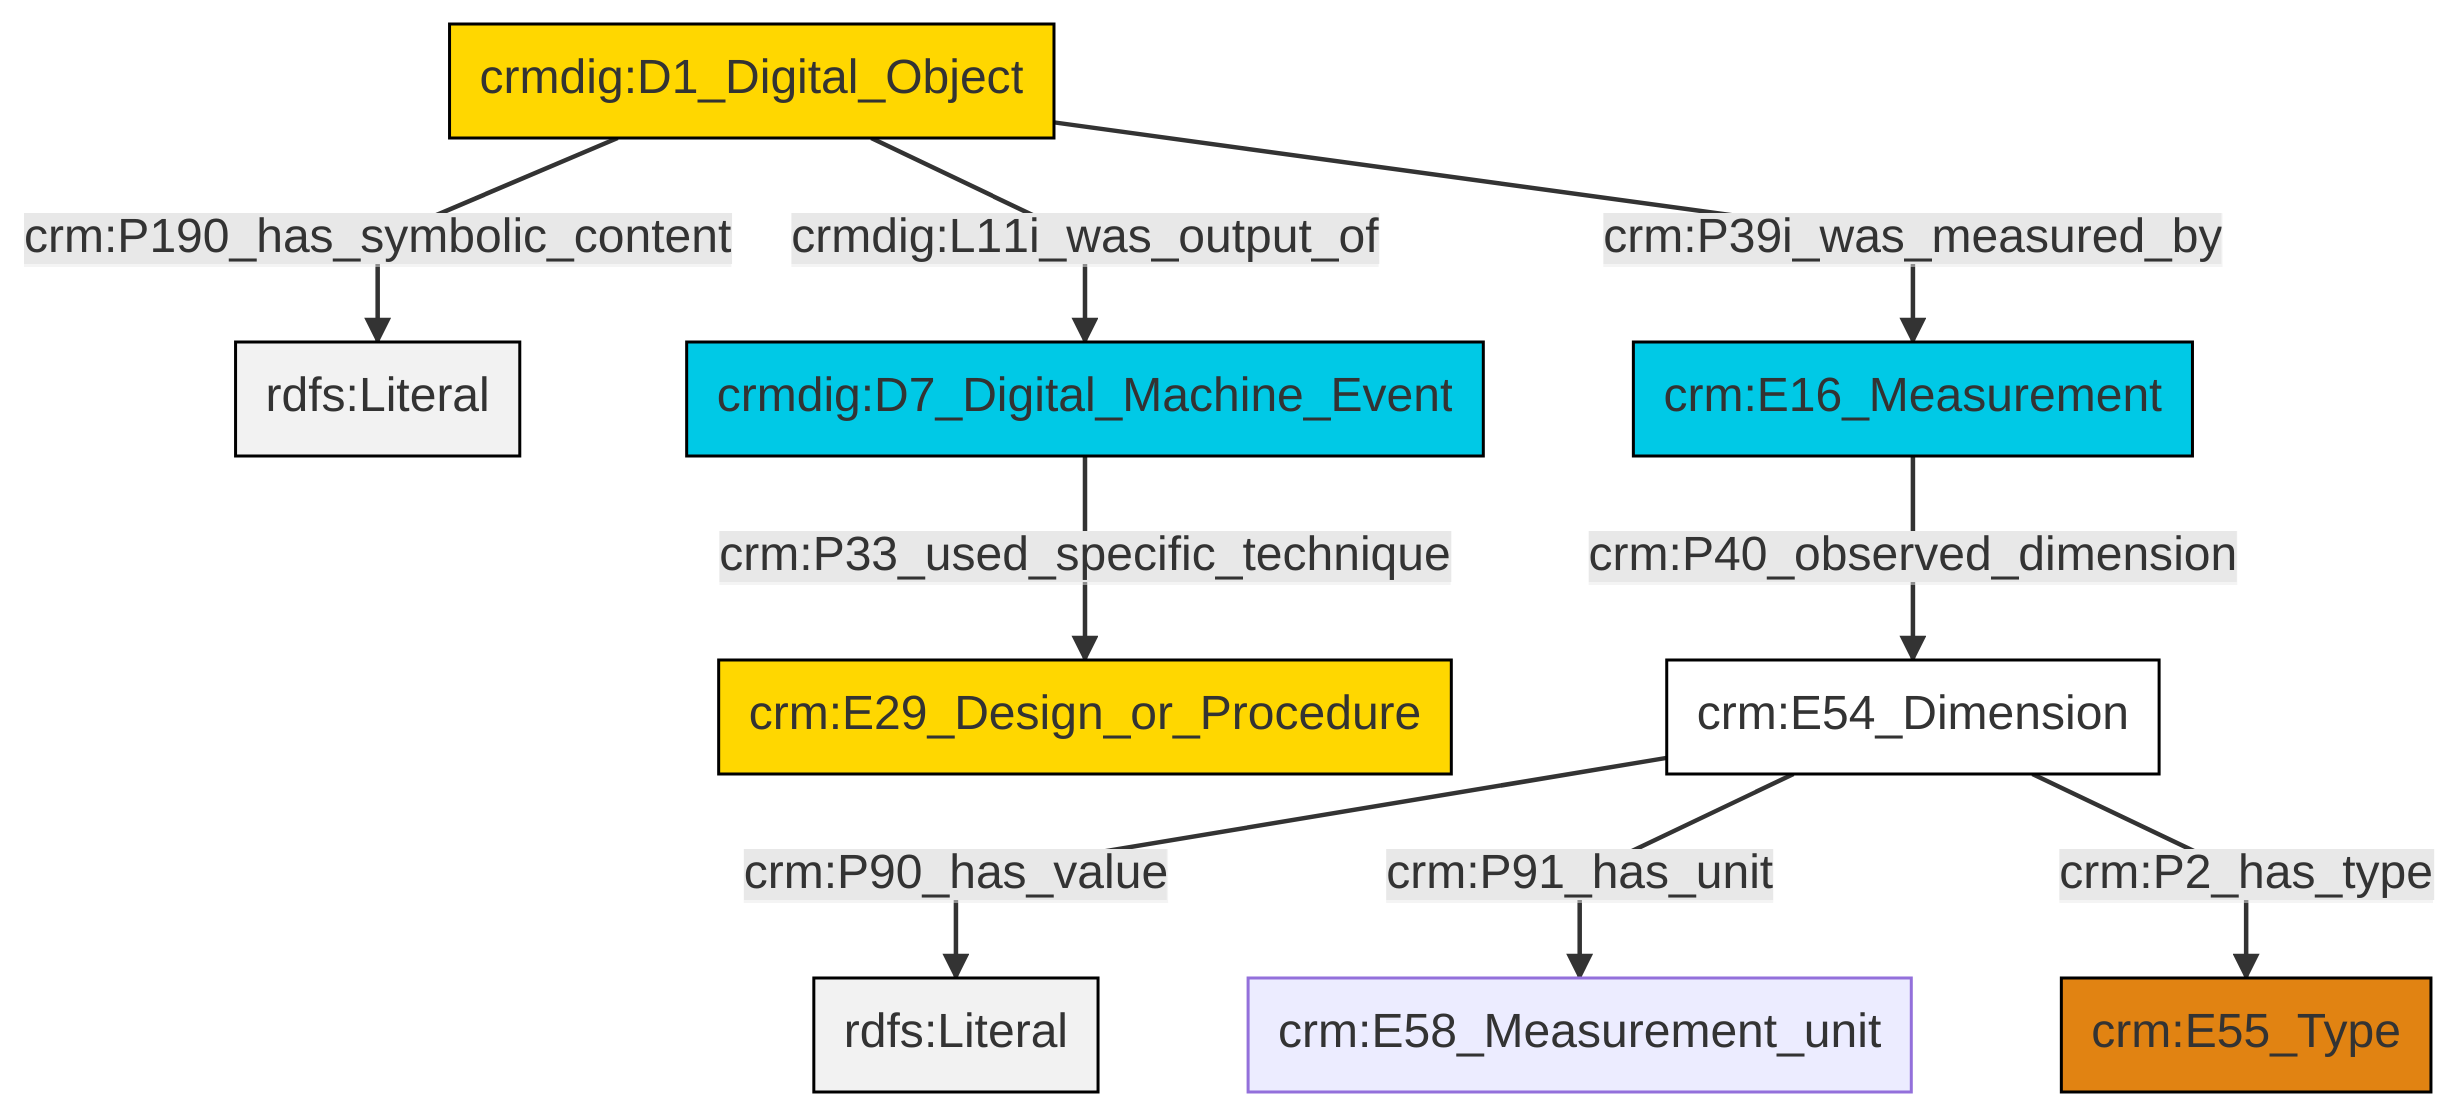 crmdig:D1_Digital_Object
crm:P190_has_symbolic_content
crmdig:L11i_was_output_of
crm:P39i_was_measured_by
rdfs:Literal
crmdig:D7_Digital_Machine_Event
crm:E16_Measurement
crm:P33_used_specific_technique
crm:P40_observed_dimension
crm:E29_Design_or_Procedure
crm:E54_Dimension
crm:P90_has_value
crm:P91_has_unit
crm:P2_has_type
rdfs:Literal
crm:E58_Measurement_unit
crm:E55_Type